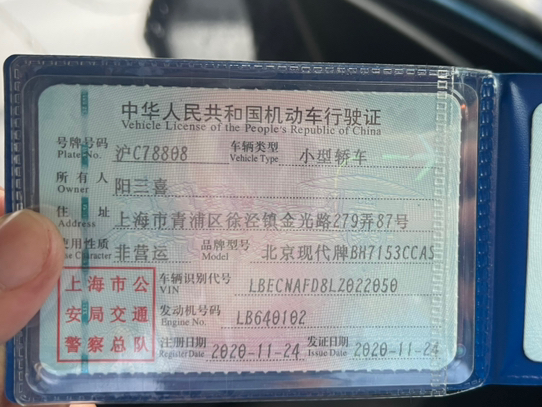 中华人民共和国机动车行驶证
Vehicle License of the People's Republic of China
号牌号码 Plate No. 沪C78808 车辆类型 Vehicle Type 小型轿车
所有人 Owner 阳三喜
住址 Address 上海市青浦区徐泾镇金光路279弄87号
使用性质 Use Character 非营运 品牌型号 Model 北京现代牌BH7153CCAS
上海市公安局交通警察总队
车辆识别代号 VIN LBECNAFD8LZ022050
发动机号码 Engine No. LB640102
注册日期 Register Date 2020-11-24 发证日期 Issue Date 2020-11-24